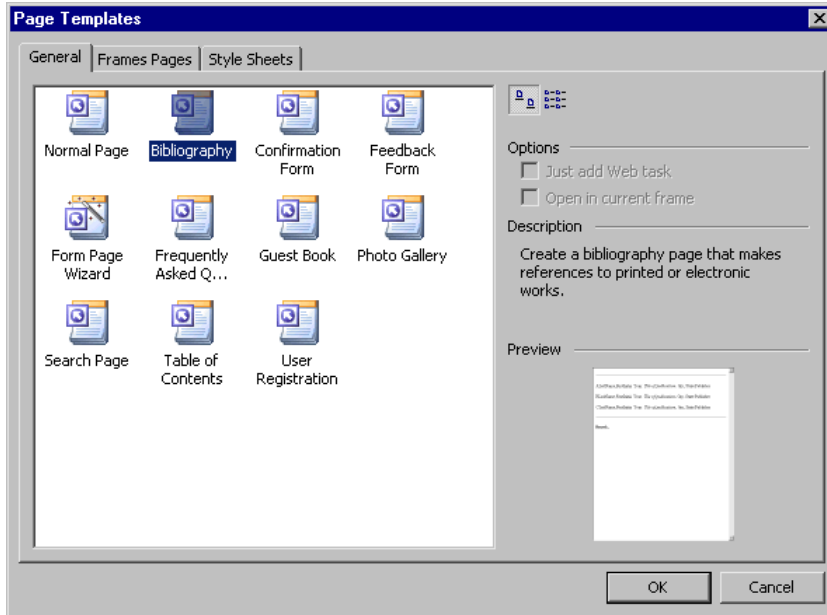 Page Templates
General Frames Pages Style Sheets
Normal Page
Bibliography
Confirmation
Form
Feedback
Form
Form Page
Wizard
Frequently
Asked Q...
Guest Book
Photo Gallery
Search Page
Table of
Contents
User
Registration
Options
Just add Web task
Open in current frame
Description
Create a bibliography page that makes
references to printed or electronic
works.
Preview
OK Cancel